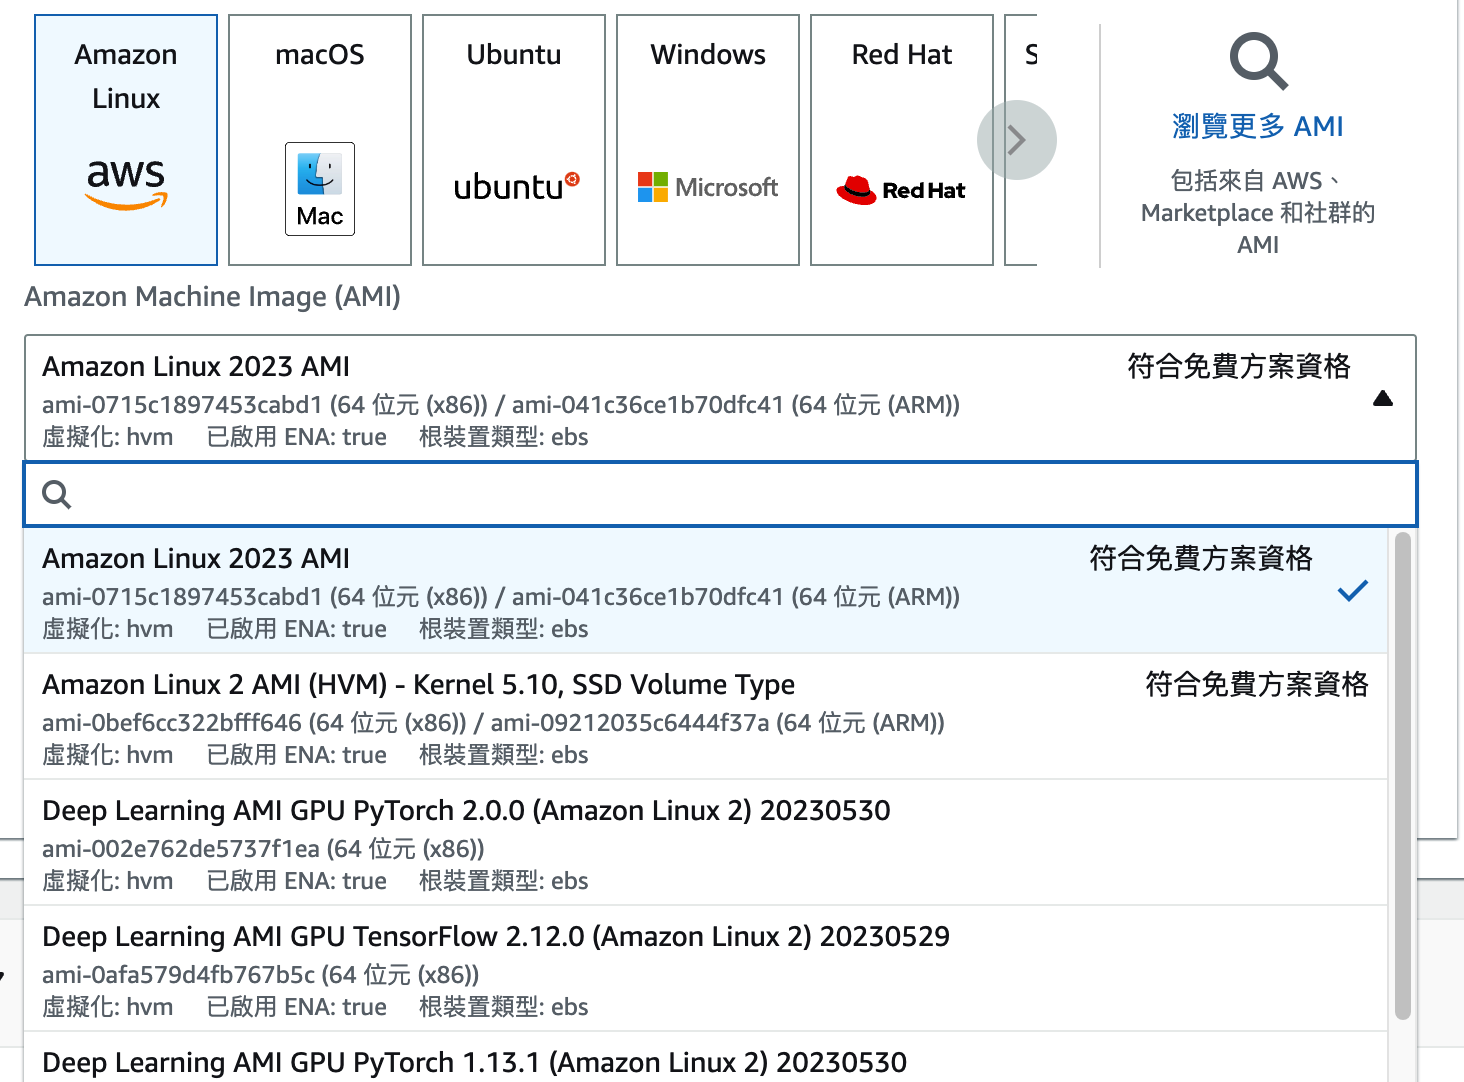 Amazon
Linux
aws
macOS
Mac
Ubuntu
ubuntu
Windows
Microsoft
Red Hat
Red Hat
S
瀏覽更多 AMI
包括來自 AWS、
Marketplace 和社群的
AMI
Amazon Machine Image (AMI)
Amazon Linux 2023 AMI
符合免費方案資格
ami-0715c1897453cabd1 (64 位元 (x86)) / ami-041c36ce1b70dfc41 (64 位元 (ARM))
虛擬化: hvm 已啟用 ENA: true 根裝置類型: ebs
Amazon Linux 2023 AMI
符合免費方案資格
ami-0715c1897453cabd1 (64 位元 (x86)) / ami-041c36ce1b70dfc41 (64 位元 (ARM))
虛擬化: hvm 已啟用 ENA: true 根裝置類型: ebs
Amazon Linux 2 AMI (HVM) - Kernel 5.10, SSD Volume Type
符合免費方案資格
ami-0bef6cc322bfff646 (64 位元 (x86)) / ami-09212035c6444f37a (64 位元 (ARM))
虛擬化: hvm 已啟用 ENA: true 根裝置類型: ebs
Deep Learning AMI GPU PyTorch 2.0.0 (Amazon Linux 2) 20230530
ami-002e762de5737f1ea (64 位元 (x86))
虛擬化: hvm 已啟用 ENA: true 根裝置類型: ebs
Deep Learning AMI GPU TensorFlow 2.12.0 (Amazon Linux 2) 20230529
ami-0afa579d4fb767b5c (64 位元 (x86))
虛擬化: hvm 已啟用 ENA: true 根裝置類型: ebs
Deep Learning AMI GPU PyTorch 1.13.1 (Amazon Linux 2) 20230530